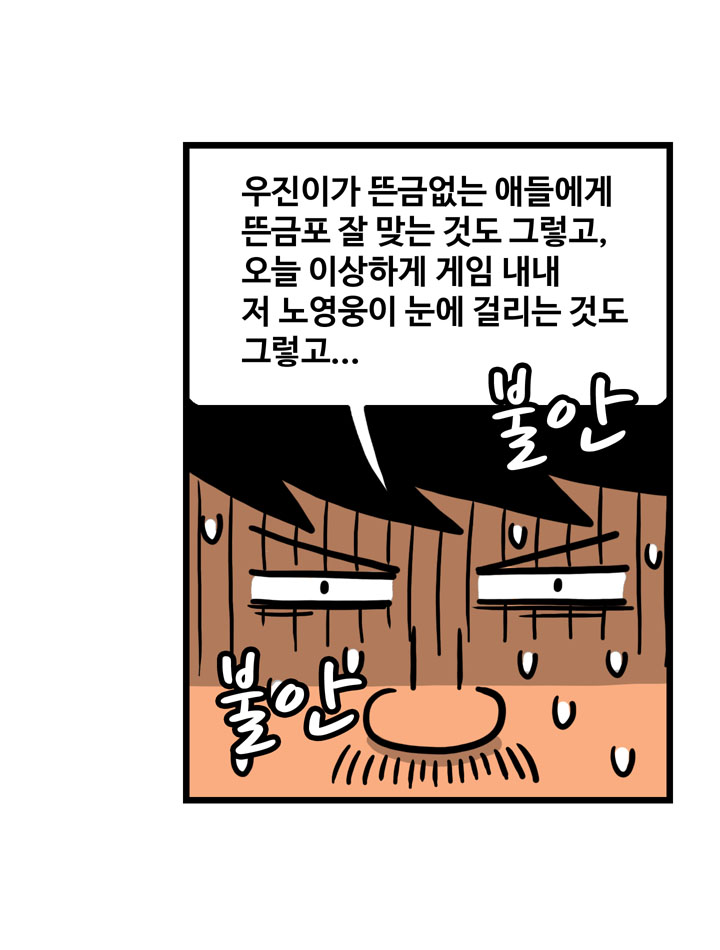 우진이가 뜬금없는 애들에게
뜬금포 잘 맞는 것도 그렇고,
오늘 이상하게 게임 내내
저 노영웅이 눈에 걸리는 것도
그렇고...
불안
불안